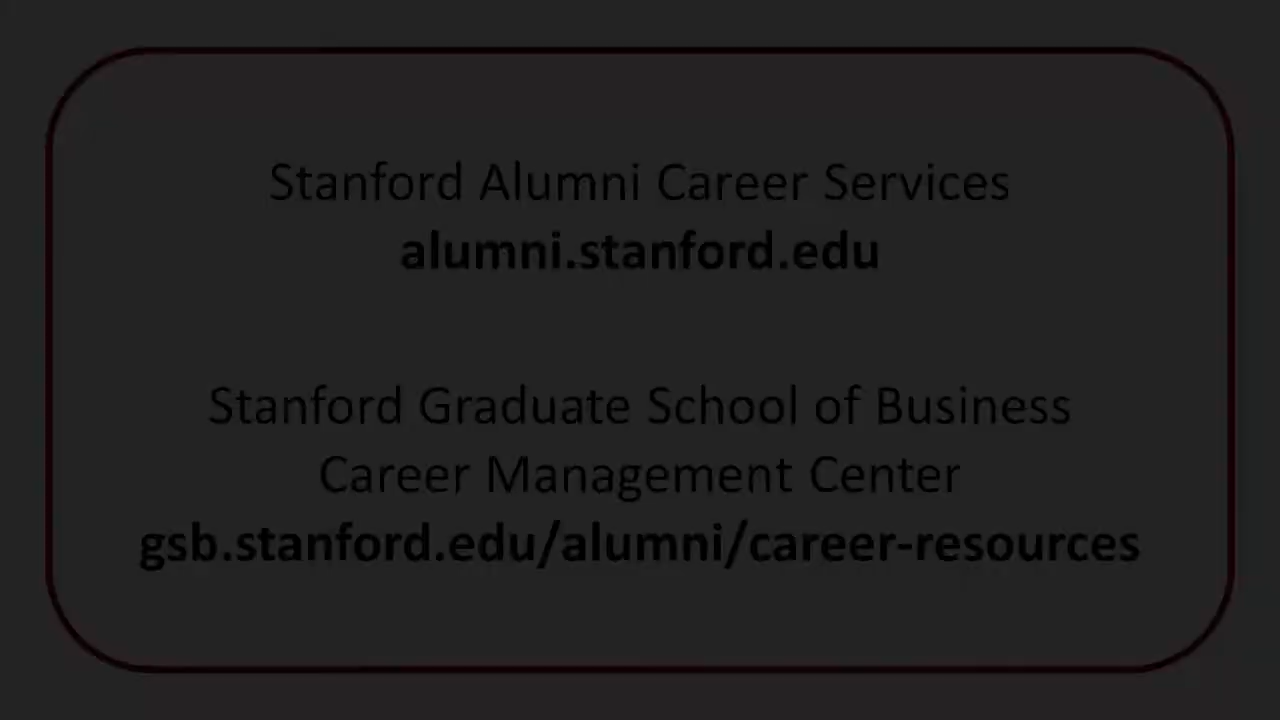 Stanford Alumni Career Services
alumni.stanford.edu
Stanford Graduate School of Business
Career Management Center
gsb.stanford.edu/alumni/career-resources